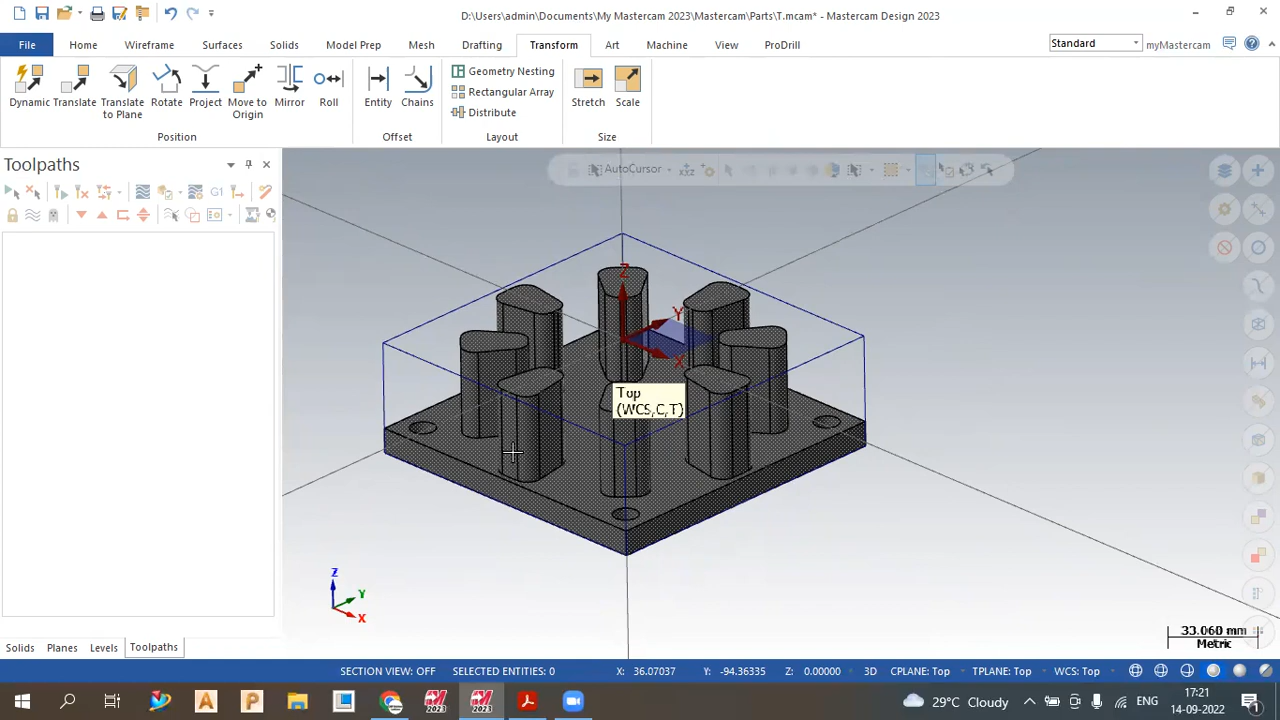 D:\Users\admin\Documents\My Mastercam 2023\Mastercam\Parts\T.mcam* - Mastercam Design 2023
File Home Wireframe Surfaces Solids Model Prep Mesh Drafting Transform Art Machine View ProDrill Standard myMastercam
Dynamic Translate Translate to Plane Rotate Project Move to Origin Mirror Roll Entity Chains Geometry Nesting Stretch Scale
Rectangular Array
Distribute
Position Offset Layout Size
Toolpaths
AutoCursor
G1
Z
Y
X
Top
(WCS,C,T)
Z
Y
X
33.060 mm
Metric
Solids Planes Levels Toolpaths
SECTION VIEW: OFF SELECTED ENTITIES: 0 X: 36.07037 Y: -94.36335 Z: 0.00000 3D CPLANE: Top TPLANE: Top WCS: Top
2023 2023 29°C Cloudy ENG 17:21
14-09-2022